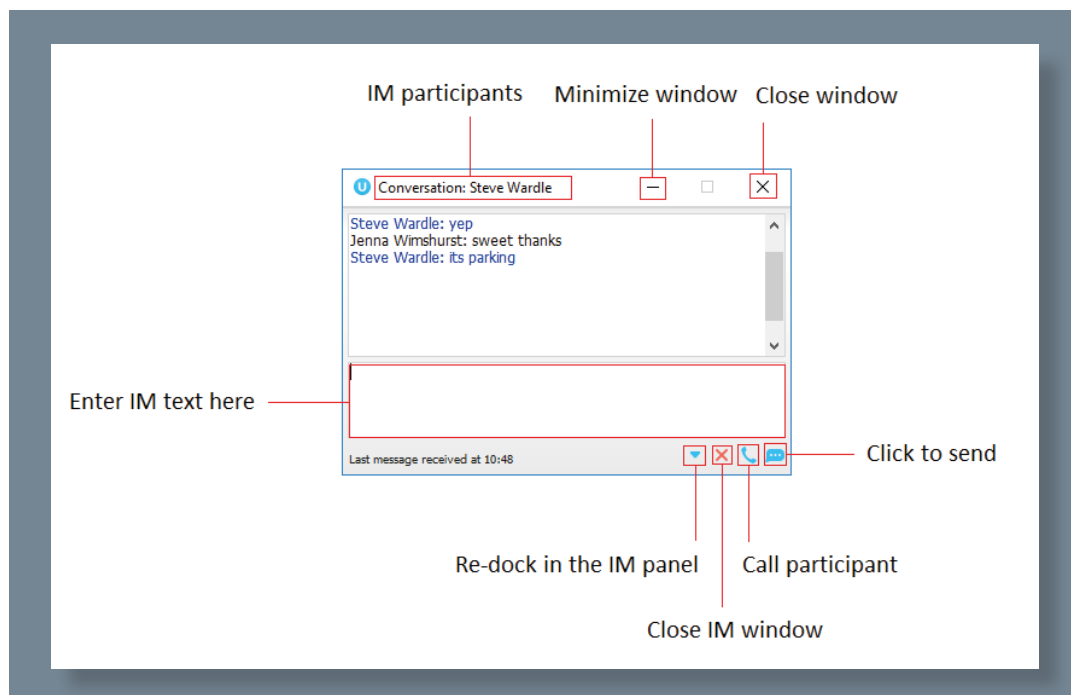 IM participants Minimize window Close window
U Conversation: Steve Wardle
Steve Wardle: yep
Jenna Wimshurst: sweet thanks
Steve Wardle: its parking
Enter IM text here
Last message received at 10:48
Click to send
Re-dock in the IM panel Call participant
Close IM window